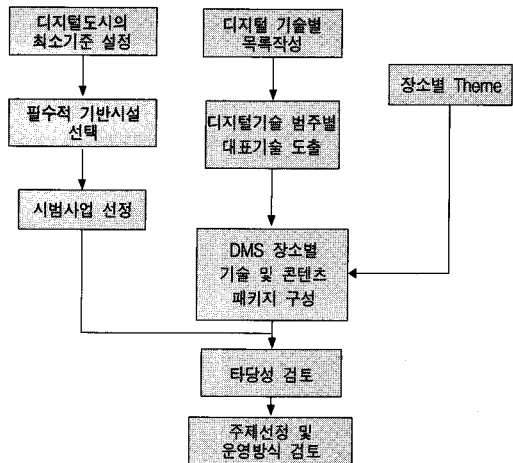 디지털도시의
최소기준 설정
디지털 기술별
목록작성
장소별 Theme
필수적 기반시설
선택
디지털기술 범주별
대표기술 도출
시범사업 선정
DMS 장소별
기술 및 콘텐츠
패키지 구성
타당성 검토
주제선정 및
운영방식 검토